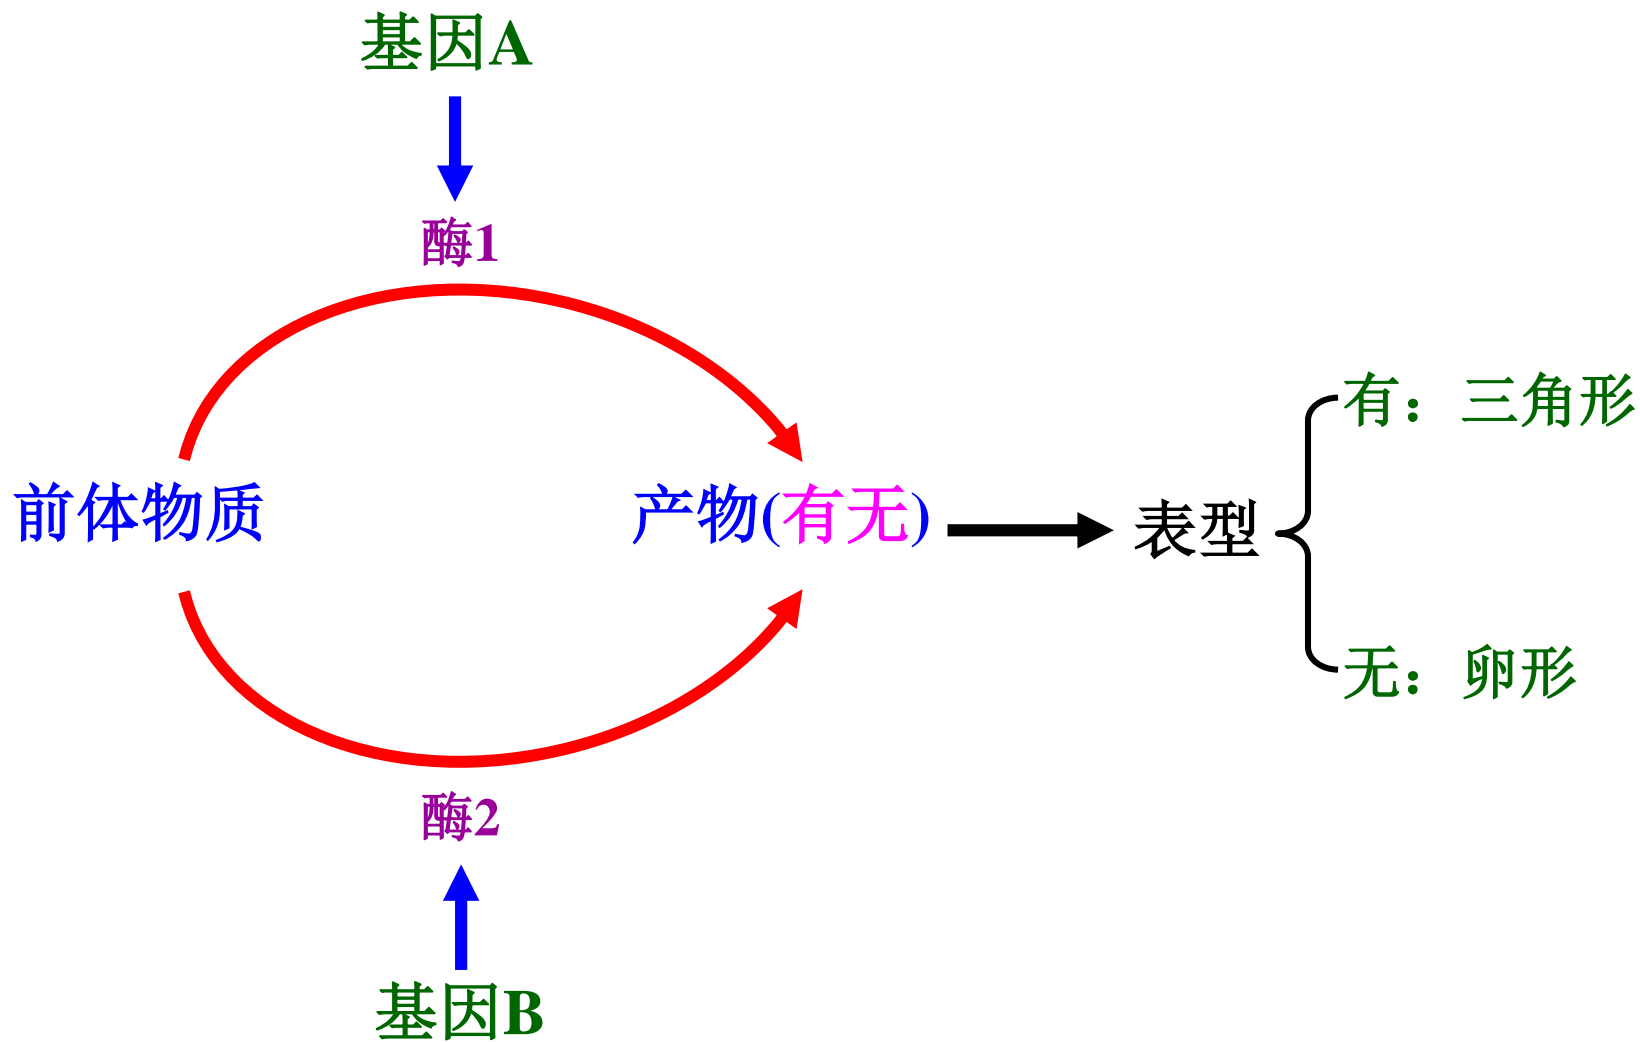 基因A
酶1
有：三角形
前体物质
产物(有无)
表型
无：卵形
酶2
基因B